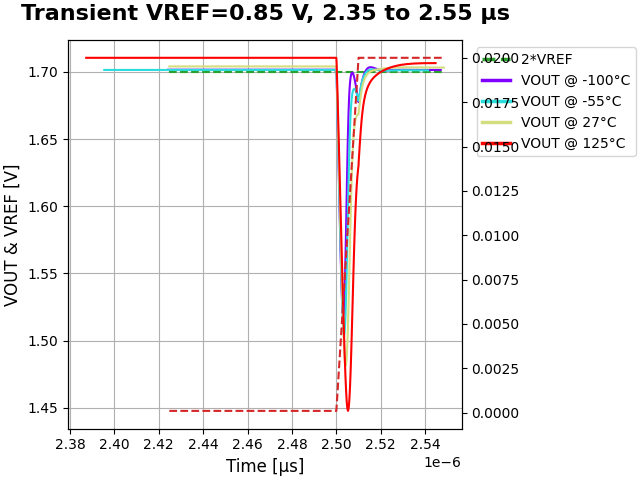 Transient VREF=0.85 V, 2.35 to 2.55 µs
VOUT & VREF [V]
1.70
1.65
1.60
1.55
1.50
1.45
2.38 2.40 2.42 2.44 2.46 2.48 2.50 2.52 2.54
1e−6
Time [µs]
0.0200
0.0175
0.0150
0.0125
0.0100
0.0075
0.0050
0.0025
0.0000
2*VREF
VOUT @ -100°C
VOUT @ -55°C
VOUT @ 27°C
VOUT @ 125°C